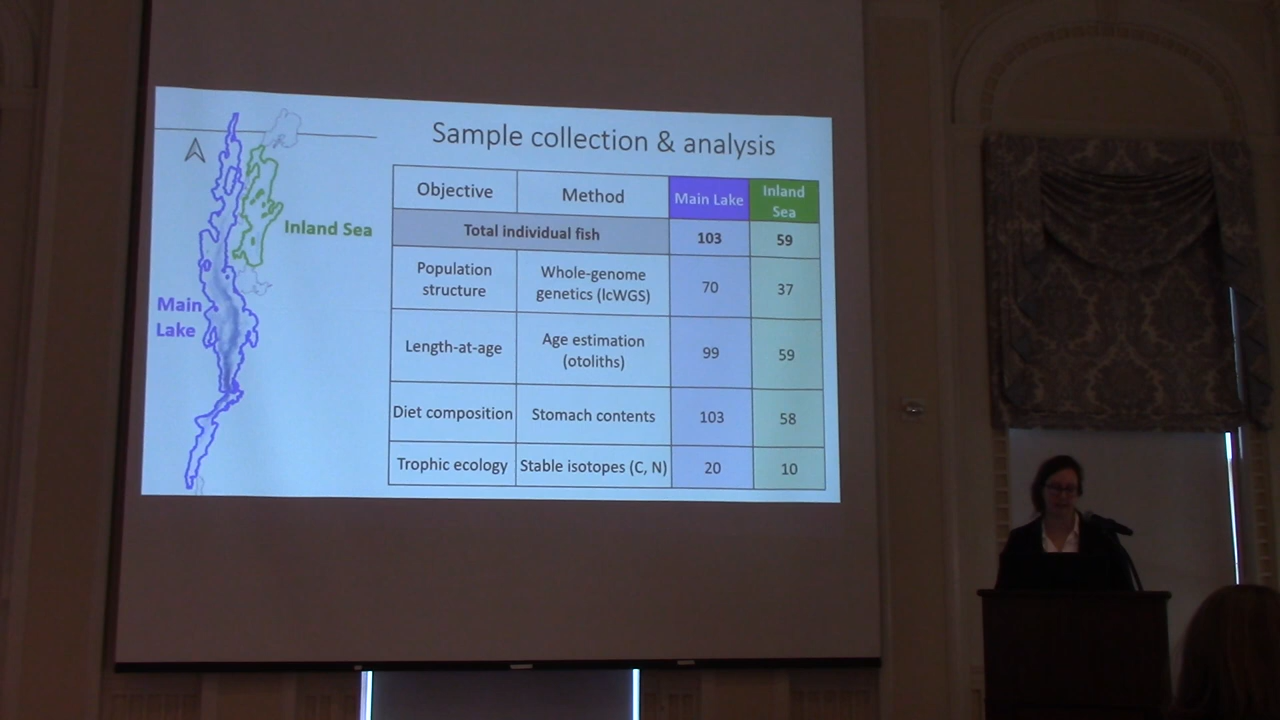 Sample collection & analysis
Inland Sea
Main
Lake
Objective Method Main Lake Inland
Sea
Total individual fish 103 59
Population
structure
Whole-genome
genetics (lcWGS)
70 37
Length-at-age
Age estimation
(otoliths)
99 59
Diet composition Stomach contents 103 58
Trophic ecology Stable isotopes (C, N) 20 10